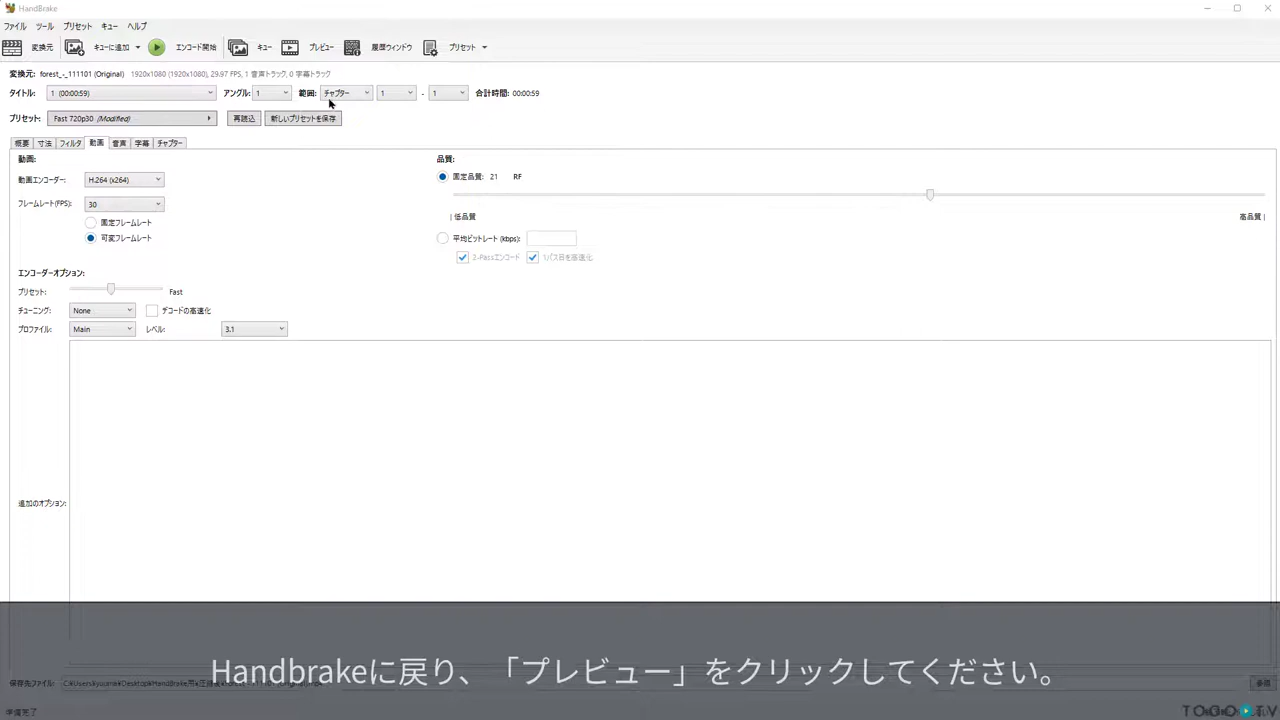 HandBrake
ファイル ツール プリセット キュー ヘルプ
変換元 キューに追加 エンコード開始 キュー プレビュー 履歴ウィンドウ プリセット
変換元: forest_-_111101 (Original) 1920x1080 (1920x1080), 29.97 FPS, 1 音声トラック, 0 字幕トラック
タイトル: 1 (00:00:59) アングル: 1 範囲: チャプター 1 - 1 合計時間: 00:00:59
プリセット: Fast 720p30 (Modified) 再読込 新しいプリセットを保存
概要 寸法 フィルタ 動画 音声 字幕 チャプター
動画: 品質:
動画エンコーダー: H.264 (x264) 固定品質: 21 RF
フレームレート(FPS): 30
| 低品質 高品質 |
固定フレームレート
可変フレームレート 平均ビットレート (kbps):
2-Passエンコード 1パス目を高速化
エンコーダーオプション:
プリセット: Fast
チューニング: None デコードの高速化
プロファイル: Main レベル: 3.1
追加のオプション:
Handbrakeに戻り、「プレビュー」をクリックしてください。
保存先ファイル: 参照
準備完了
TOGOTV